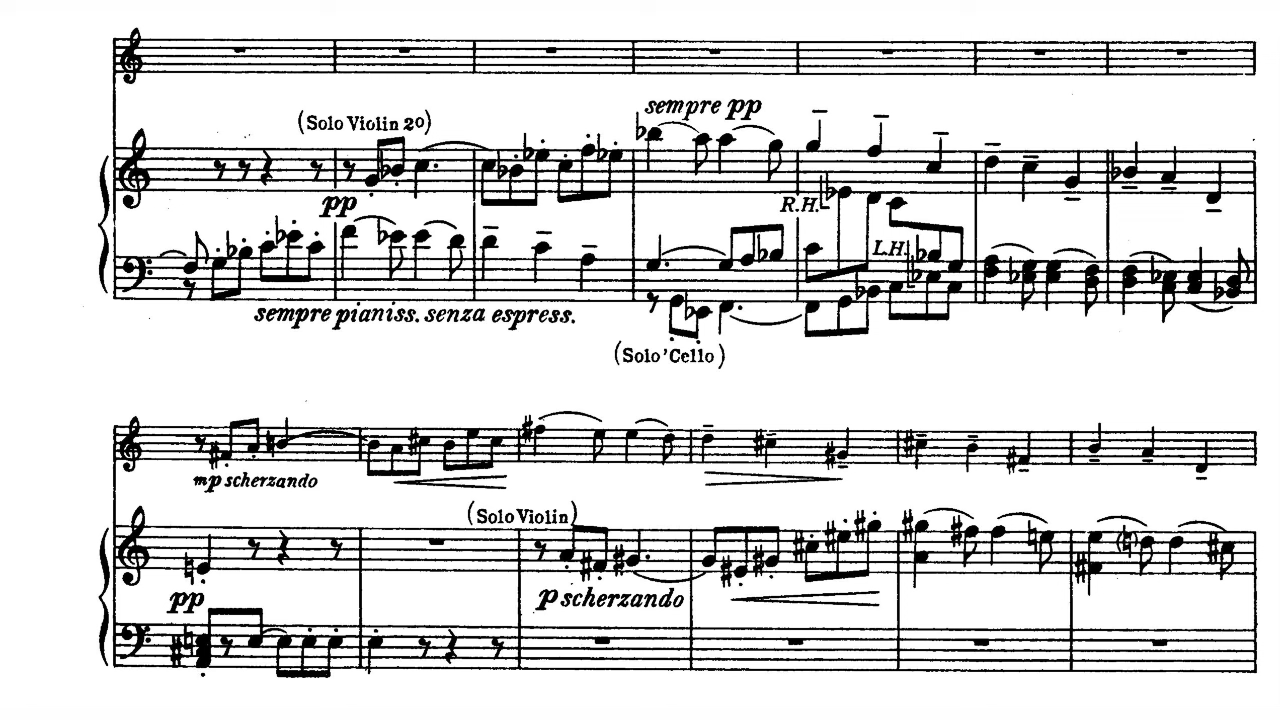 (Solo Violin 2o)
sempre pp
pp
R.H.
L.H.
sempre pianiss. senza espress.
(Solo 'Cello)
mp scherzando
(Solo Violin)
pp
p scherzando